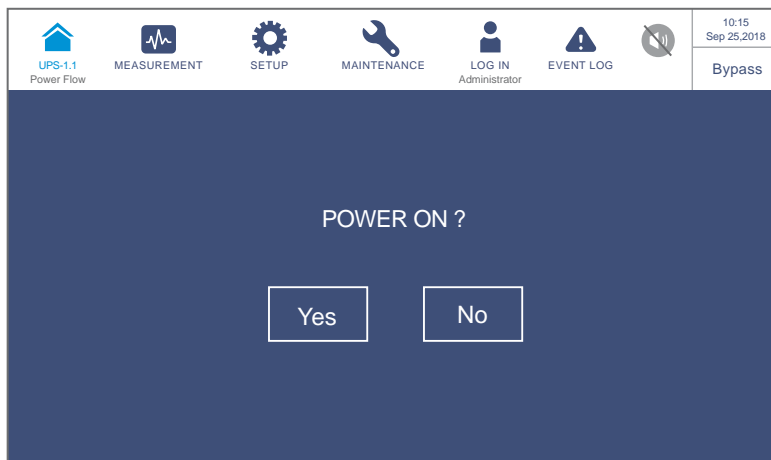 UPS-1.1
Power Flow
MEASUREMENT
SETUP
MAINTENANCE
LOG IN
Administrator
EVENT LOG
10:15
Sep 25,2018
Bypass
POWER ON ?
Yes
No